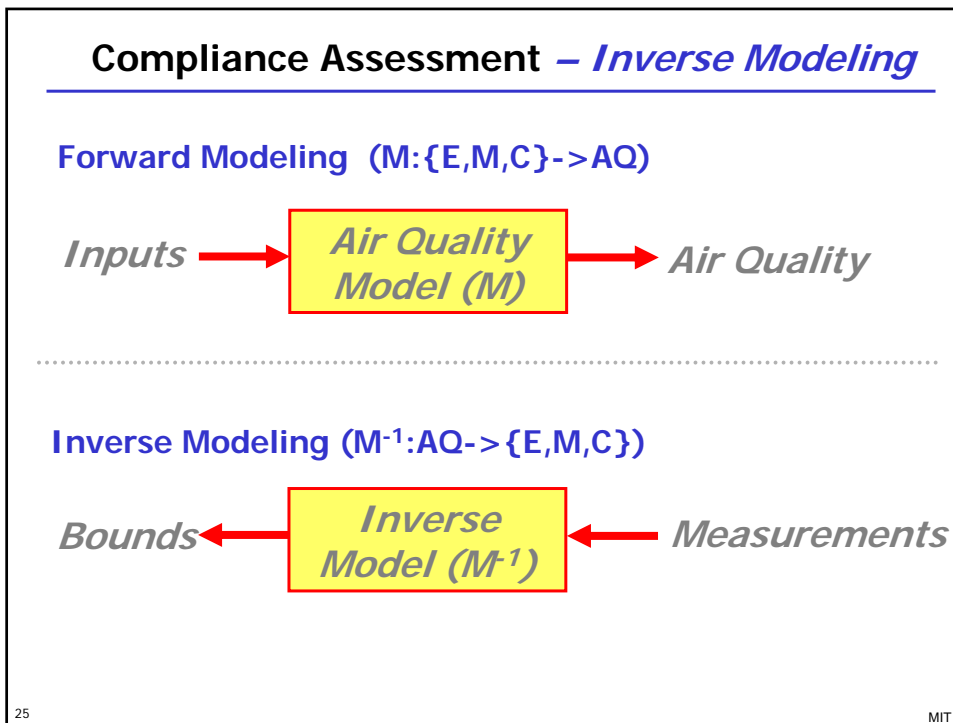 Compliance Assessment – Inverse Modeling
Forward Modeling (M:{E,M,C}->AQ)
Inputs
Air Quality
Model (M)
Air Quality
Inverse Modeling (M-1:AQ->{E,M,C})
Bounds
Inverse
Model (M-1)
Measurements
25
MIT